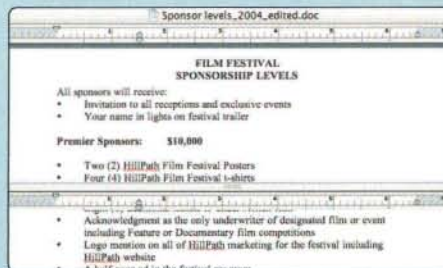 Sponsor levels_2004_edited.doc
FILM FESTIVAL
SPONSORSHIP LEVELS
All sponsors will receive:
• Invitation to all receptions and exclusive events
• Your name in lights on festival trailer
Premier Sponsors: $10,000
• Two (2) HillPath Film Festival Posters
• Four (4) HillPath Film Festival t-shirts
• Acknowledgment as the only underwriter of designated film or event
including Feature or Documentary film competitions
• Logo mention on all of HillPath marketing for the festival including
HillPath website